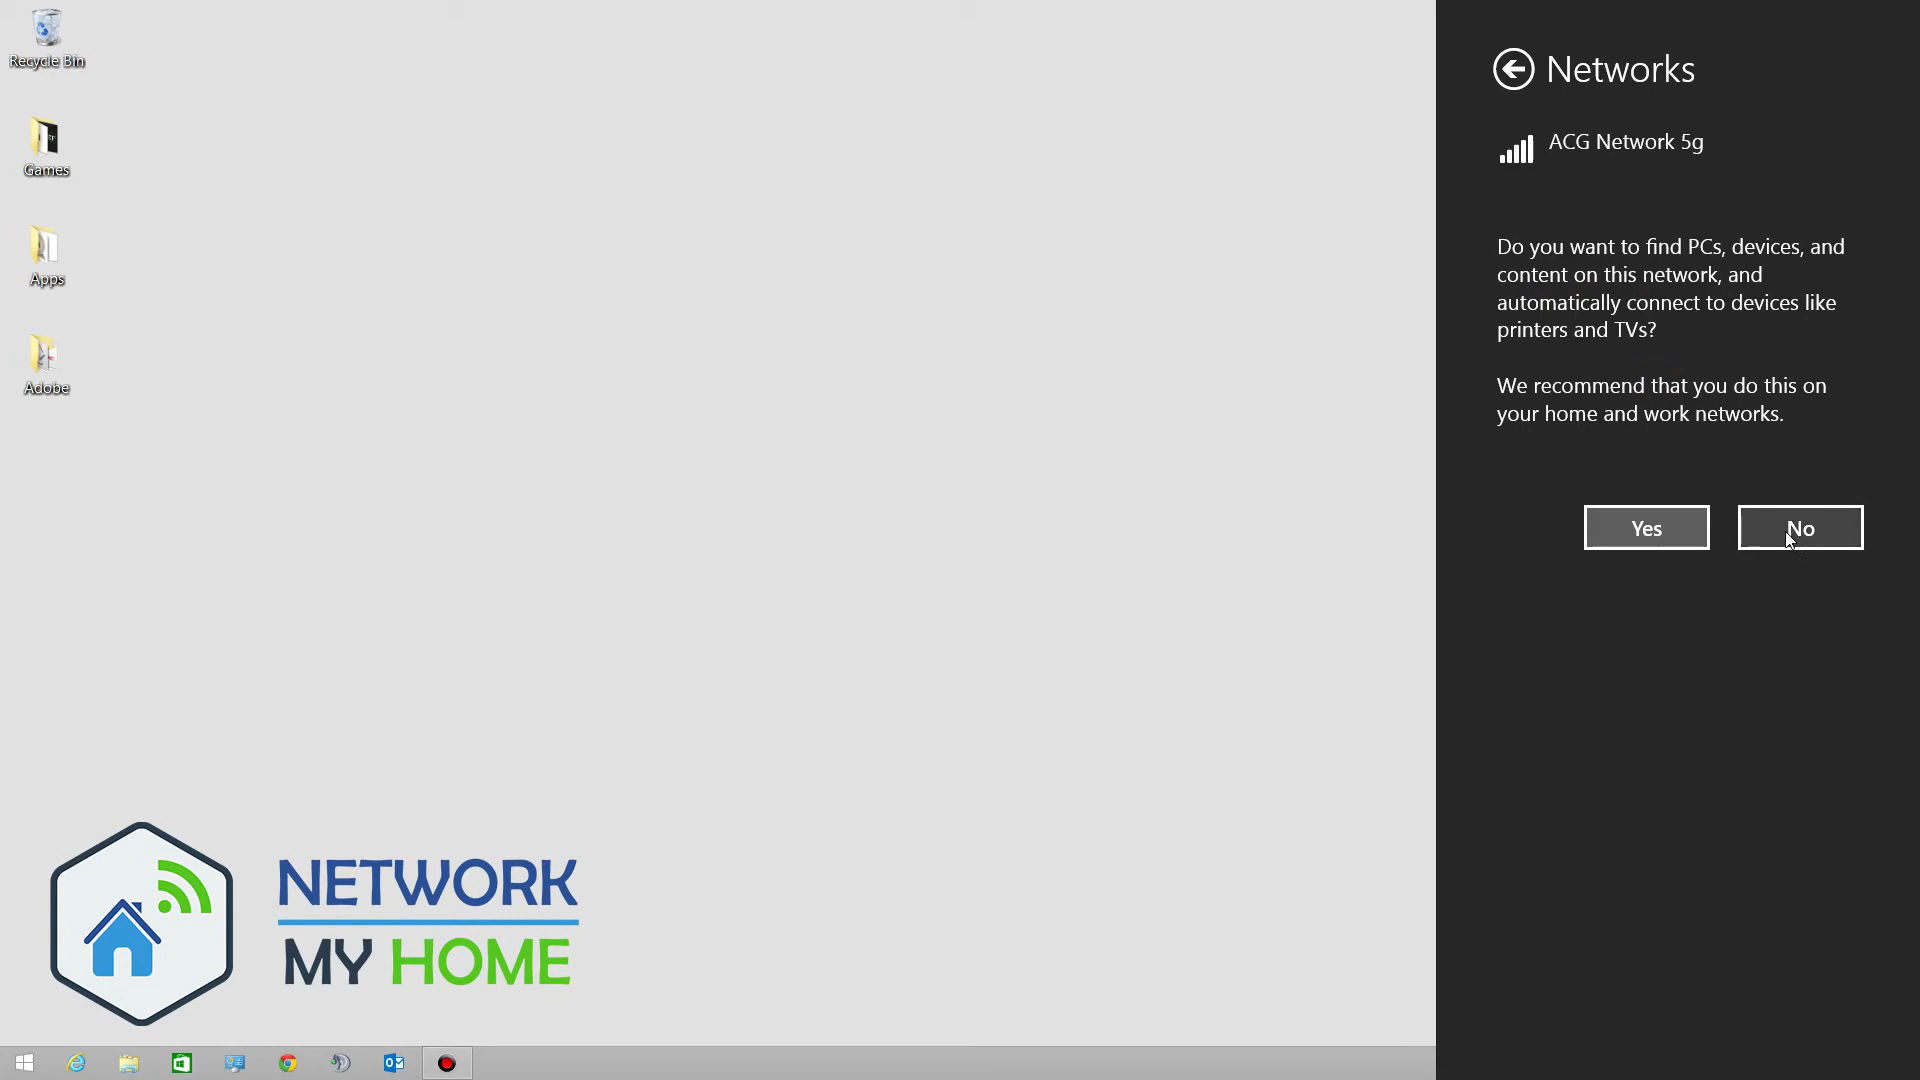 Recycle Bin
Games
Apps
Adobe
NETWORK
MY HOME
Networks
ACG Network 5g
Do you want to find PCs, devices, and
content on this network, and
automatically connect to devices like
printers and TVs?
We recommend that you do this on
your home and work networks.
Yes
No